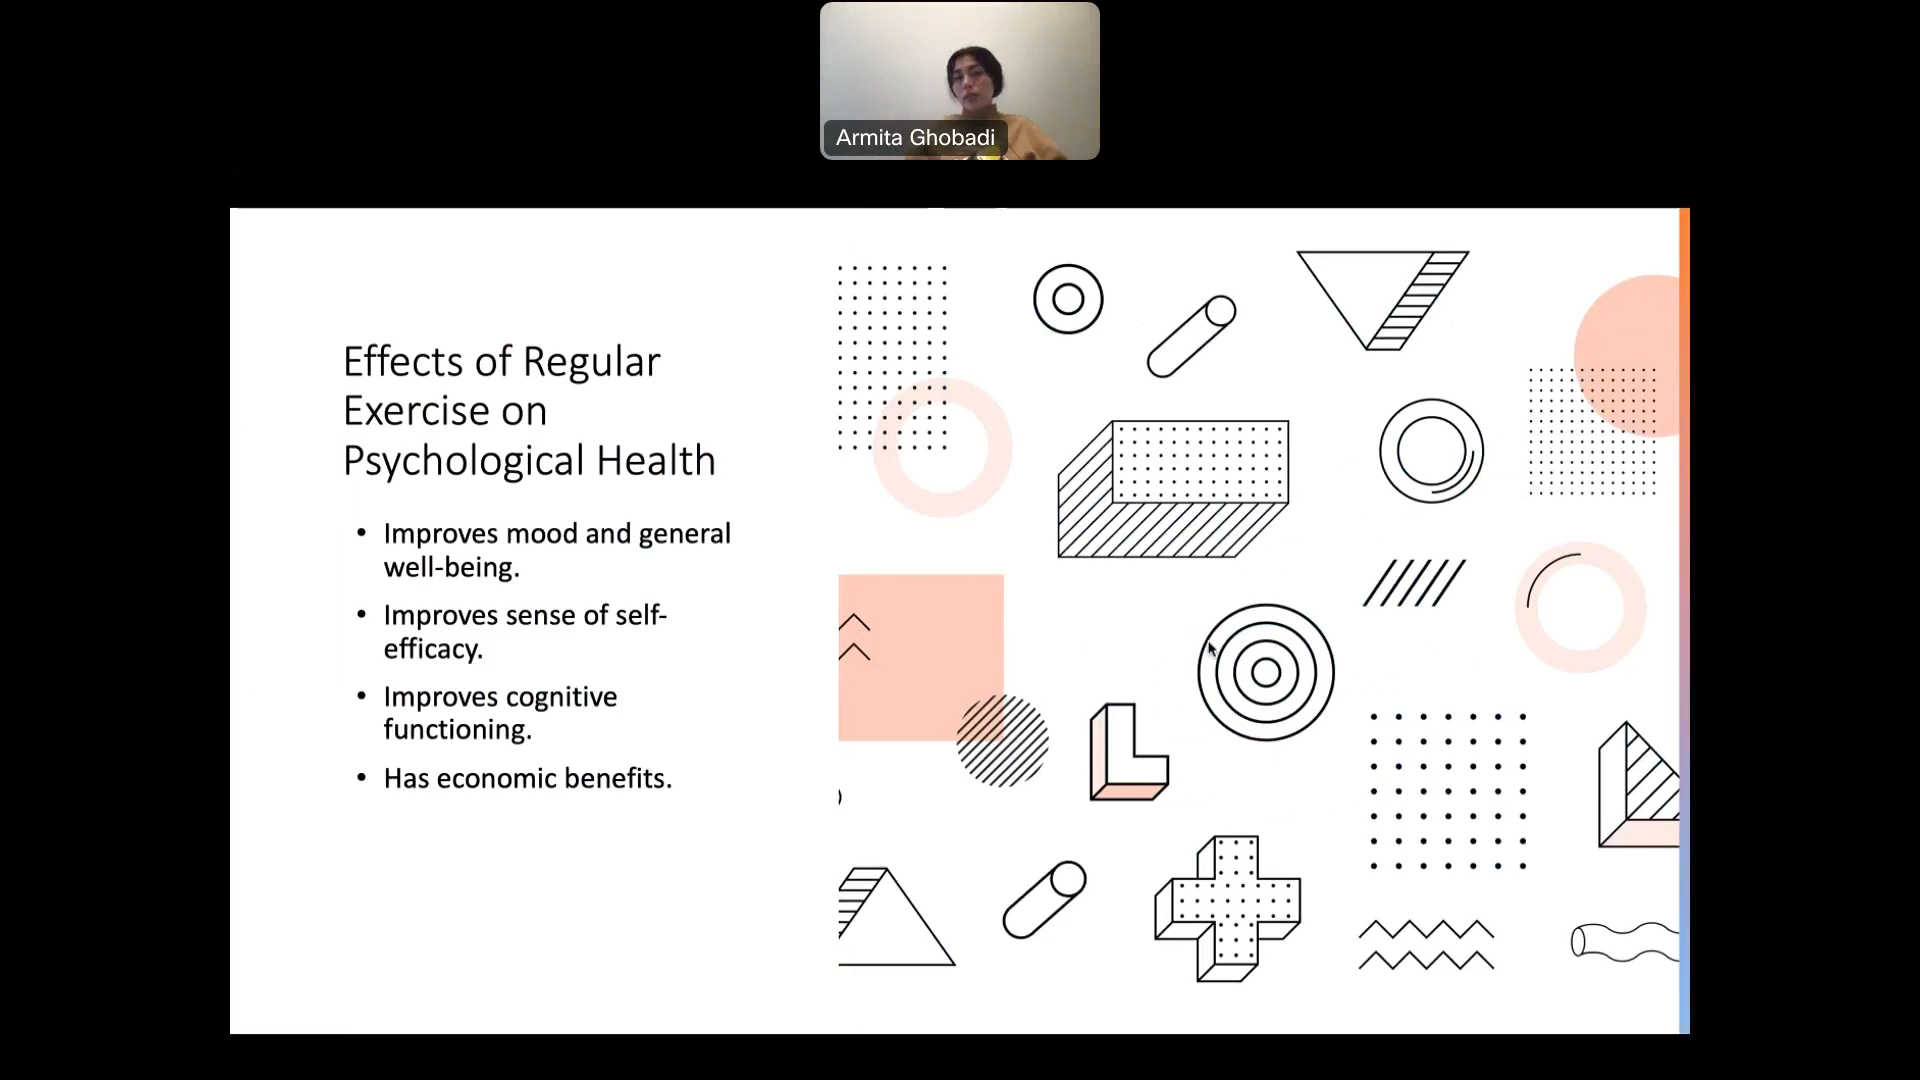 Armita Ghobadi
Effects of Regular
Exercise on
Psychological Health
• Improves mood and general
well-being.
• Improves sense of self-
efficacy.
• Improves cognitive
functioning.
• Has economic benefits.